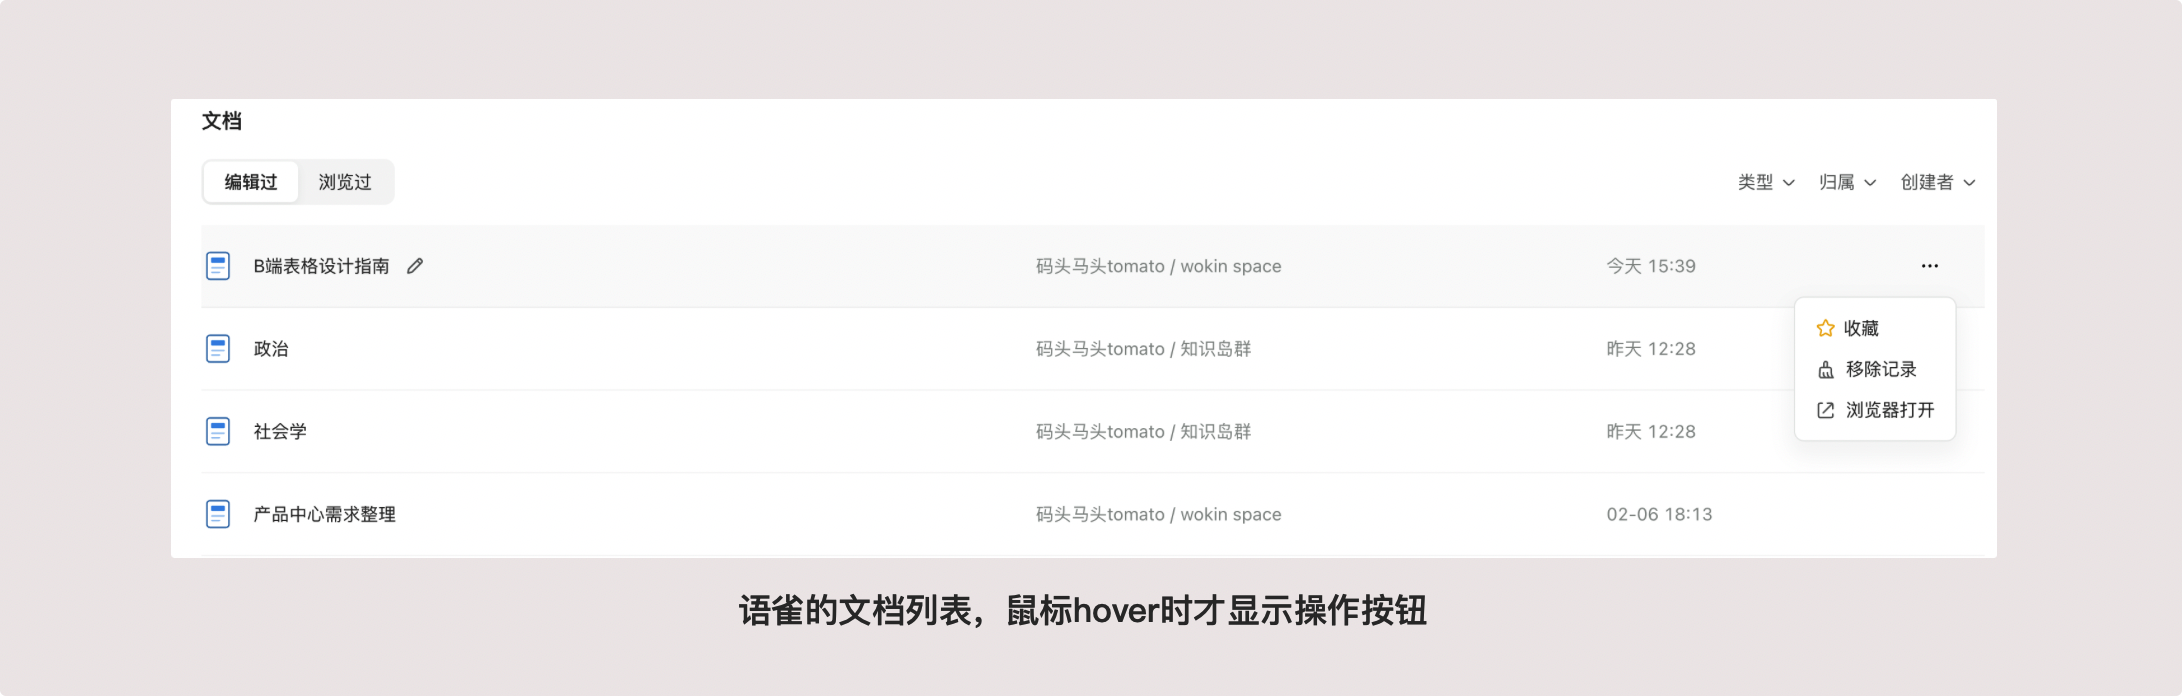 文档
编辑过 浏览过 类型 归属 创建者
B端表格设计指南 码头马头tomato / wokin space 今天 15:39 ···
政治 码头马头tomato / 知识岛群 昨天 12:28
社会学 码头马头tomato / 知识岛群 昨天 12:28
产品中心需求整理 码头马头tomato / wokin space 02-06 18:13
收藏
移除记录
浏览器打开
语雀的文档列表，鼠标hover时才显示操作按钮